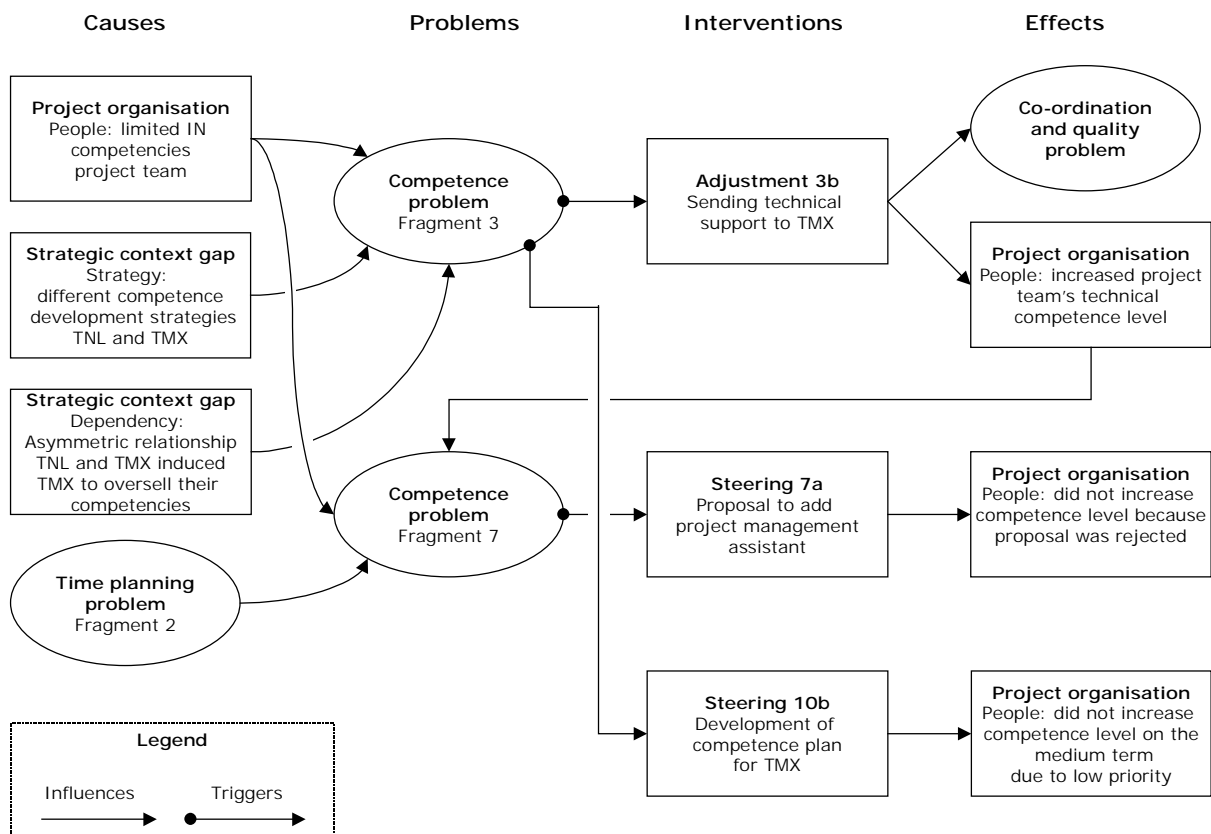 Causes
Problems
Interventions
Effects
Project organisation
People: limited IN
competencies
project team
Strategic context gap
Strategy:
different competence
development strategies
TNL and TMX
Strategic context gap
Dependency:
Asymmetric relationship
TNL and TMX induced
TMX to oversell their
competencies
Time planning
problem
Fragment 2
Competence
problem
Fragment 3
Competence
problem
Fragment 7
Adjustment 3b
Sending technical
support to TMX
Steering 7a
Proposal to add
project management
assistant
Steering 10b
Development of
competence plan
for TMX
Co-ordination
and quality
problem
Project organisation
People: increased project
team's technical
competence level
Project organisation
People: did not increase
competence level because
proposal was rejected
Project organisation
People: did not increase
competence level on the
medium term
due to low priority
Legend
Influences
Triggers